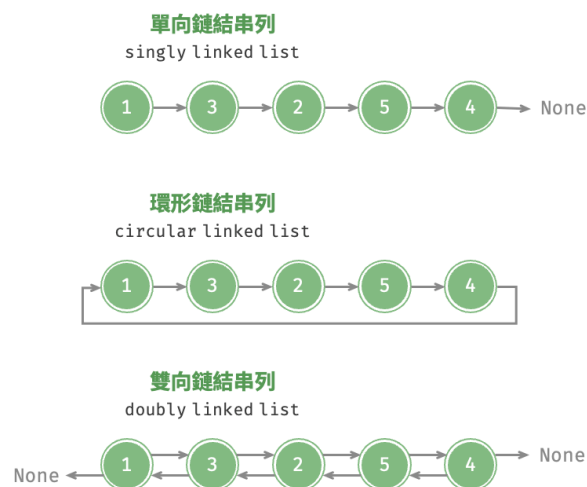 單向鏈結串列
singly linked list
1 3 2 5 4 None
環形鏈結串列
circular linked list
1 3 2 5 4
雙向鏈結串列
doubly linked list
None 1 3 2 5 4 None